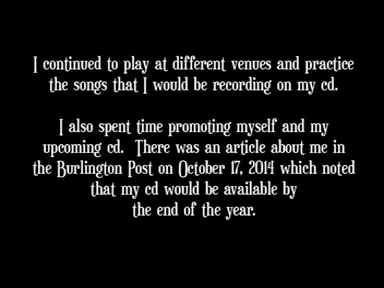 I continued to play at different venues and practice
the songs that I would be recording on my cd.
I also spent time promoting myself and my
upcoming cd. There was an article about me in
the Burlington Post on October 17, 2014 which noted
that my cd would be available by
the end of the year.